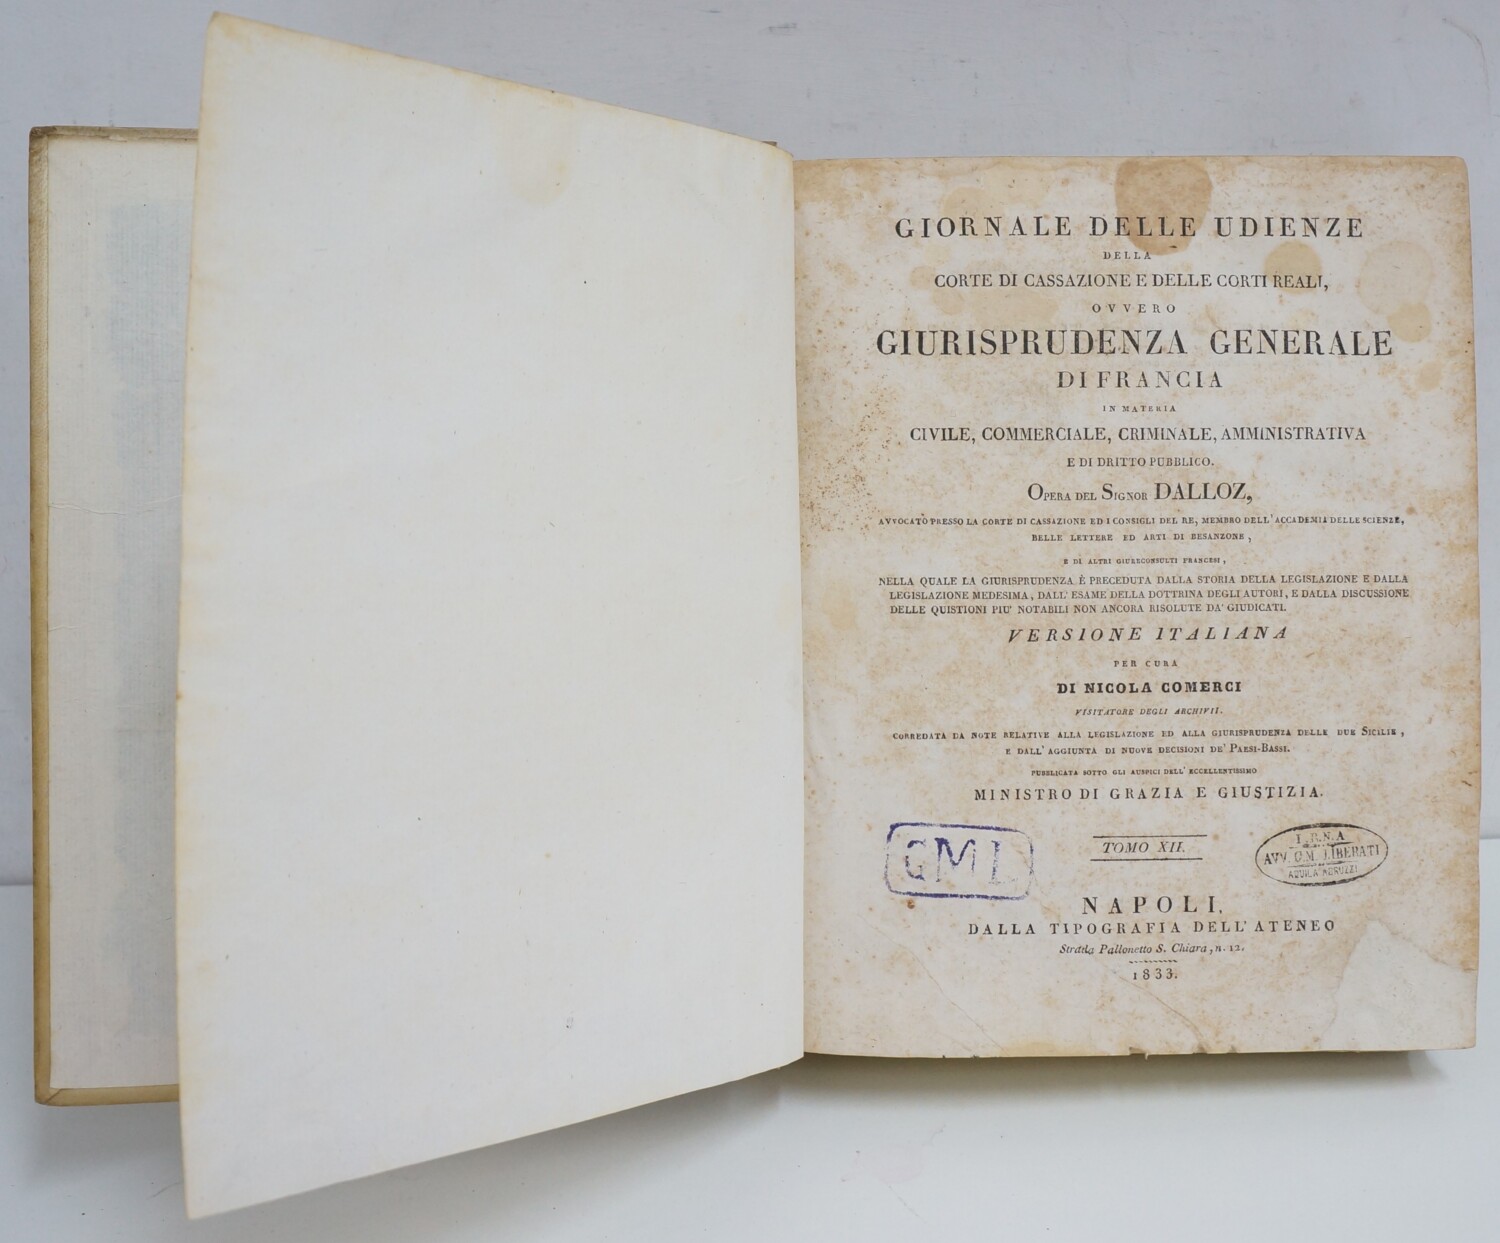 GIORNALE DELLE UDIENZE
DELLA
CORTE DI CASSAZIONE E DELLE CORTI REALI,
OVVERO
GIURISPRUDENZA GENERALE
DI FRANCIA
IN MATERIA
CIVILE, COMMERCIALE, CRIMINALE, AMMINISTRATIVA
E DI DRITTO PUBBLICO.
OPERA DEL SIGNOR DALLOZ,
AVVOCATO PRESSO LA CORTE DI CASSAZIONE ED I CONSIGLI DEL RE, MEMBRO DELL' ACCADEMIA DELLE SCIENZE,
BELLE LETTERE ED ARTI DI BESANZONE,
E DI ALTRI GIURECONSULTI FRANCESI,
NELLA QUALE LA GIURISPRUDENZA È PRECEDUTA DALLA STORIA DELLA LEGISLAZIONE E DALLA
LEGISLAZIONE MEDESIMA, DALL' ESAME DELLA DOTTRINA DEGLI AUTORI, E DALLA DISCUSSIONE
DELLE QUISTIONI PIU' NOTABILI NON ANCORA RISOLUTE DA' GIUDICATI.
VERSIONE ITALIANA
PER CURA
DI NICOLA COMERCI
VISITATORE DEGLI ARCHIVII.
CORREDATA DA NOTE RELATIVE ALLA LEGISLAZIONE ED ALLA GIURISPRUDENZA DELLE DUE SICILIE,
E DALL' AGGIUNTA DI NUOVE DECISIONI DE' PAESI-BASSI.
PUBBLICATA SOTTO GLI AUSPICI DELL' ECCELLENTISSIMO
MINISTRO DI GRAZIA E GIUSTIZIA.
GML
TOMO XII.
AVV. G.M. LIBERATI
AQUILA ABRUZZI
NAPOLI,
DALLA TIPOGRAFIA DELL' ATENEO
Strada Pallonetto S. Chiara, n. 12.
1833.